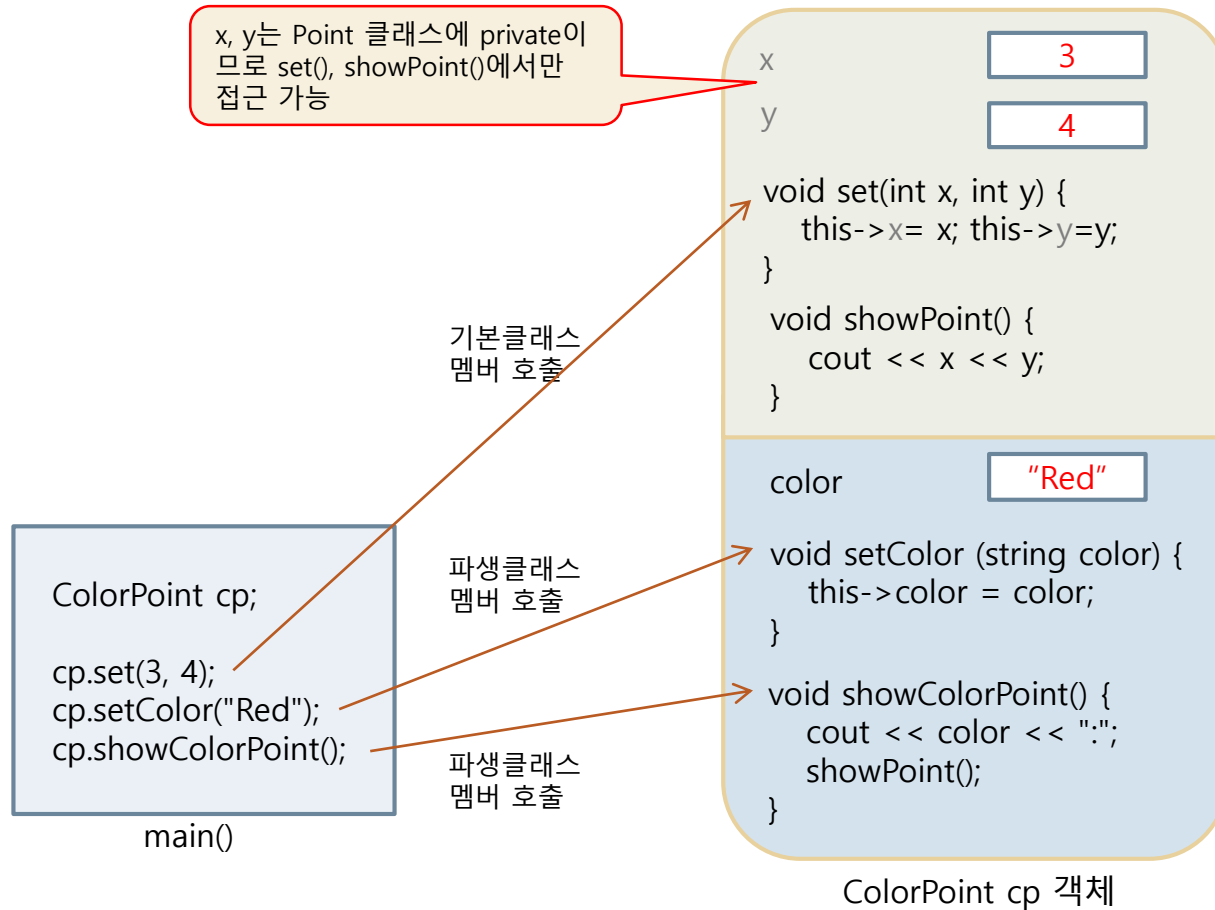 x, y는 Point 클래스에 private이
므로 set(), showPoint()에서만
접근 가능
x
3
y
4
void set(int x, int y) {
this->x= x; this->y=y;
}
void showPoint() {
cout << x << y;
}
기본클래스
멤버 호출
color
"Red"
void setColor (string color) {
this->color = color;
}
void showColorPoint() {
cout << color << ":";
showPoint();
}
파생클래스
멤버 호출
ColorPoint cp;
cp.set(3, 4);
cp.setColor("Red");
cp.showColorPoint();
파생클래스
멤버 호출
main()
ColorPoint cp 객체